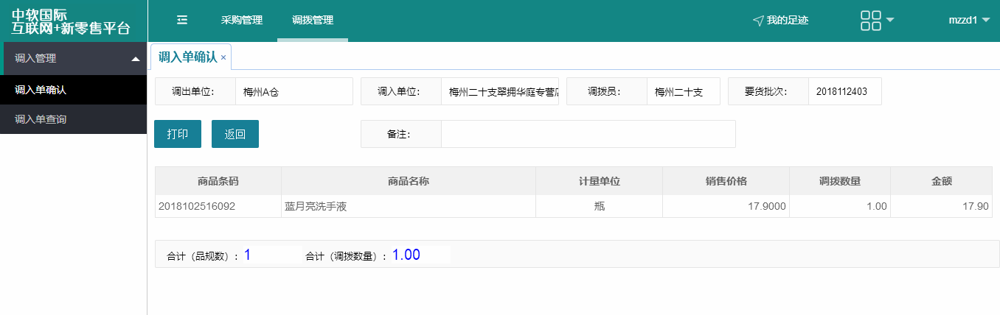 中软国际
互联网+新零售平台
采购管理
调拨管理
我的足迹
mzzd1
调入管理
调入单确认
调入单查询
调入单确认 ×
调出单位: 梅州A仓 调入单位: 梅州二十支翠拥华庭专营店 调拨员: 梅州二十支 要货批次: 2018112403
打印 返回 备注:
商品条码 商品名称 计量单位 销售价格 调拨数量 金额
2018102516092 蓝月亮洗手液 瓶 17.9000 1.00 17.90
合计（品规数）: 1 合计（调拨数量）: 1.00